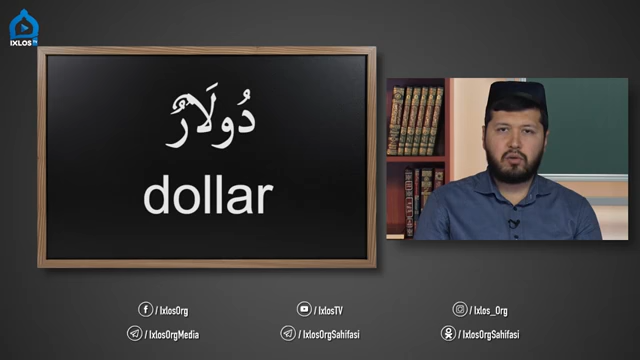 IXLOS TV
دُولَارٌ
dollar
/ IxlosOrg
/ IxlosTV
/ Ixlos_Org
/ IxlosOrgMedia
/ IxlosOrgSahifasi
/ IxlosOrgSahifasi